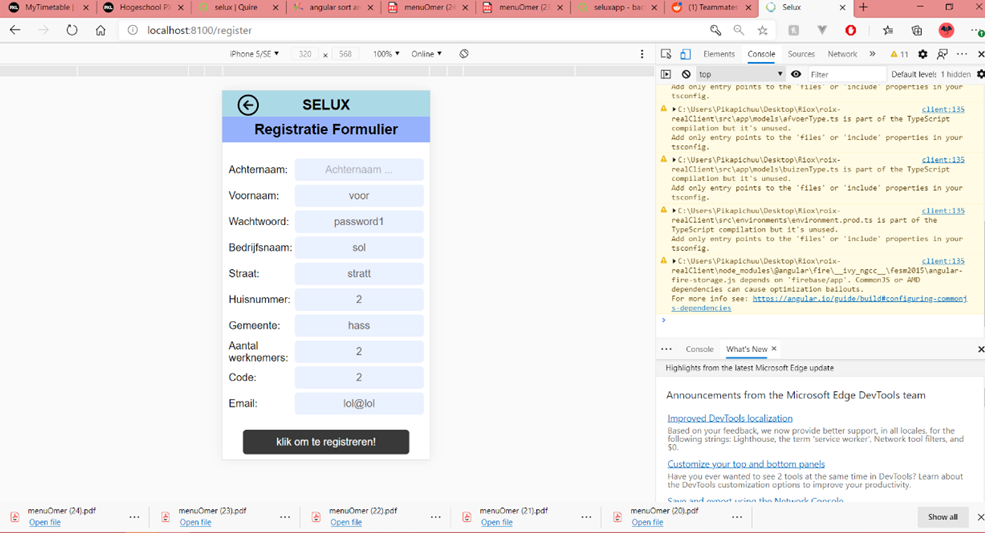 MyTimetable
Hogeschool P
selux | Quire
angular sort a
menuOmer (2
menuOmer (2
seluxapp - buc
(1) Teammates
Selux
localhost:8100/register
iPhone 5/SE
320 x 568
100%
Online
Elements Console Sources Network
11
top
Filter
Default levels
1 hidden
Add only entry points to the 'files' or 'include' properties in your
tsconfig.
C:\Users\Pikapichuu\Desktop\Riox\roix-
client:135
realClient\src\app\models\afvoerType.ts is part of the TypeScript
compilation but it's unused.
Add only entry points to the 'files' or 'include' properties in your
tsconfig.
C:\Users\Pikapichuu\Desktop\Riox\roix-
client:135
realClient\src\app\models\buizenType.ts is part of the TypeScript
compilation but it's unused.
Add only entry points to the 'files' or 'include' properties in your
tsconfig.
C:\Users\Pikapichuu\Desktop\Riox\roix-
client:135
realClient\src\environments\environment.prod.ts is part of the
TypeScript compilation but it's unused.
Add only entry points to the 'files' or 'include' properties in your
tsconfig.
C:\Users\Pikapichuu\Desktop\Riox\roix-
client:135
realClient\node_modules\@angular\fire\__ivy_ngcc__\fesm2015\angular-
fire-storage.js depends on 'firebase/app'. CommonJS or AMD
dependencies can cause optimization bailouts.
For more info see: https://angular.io/guide/build#configuring-commonj
s-dependencies
SELUX
Registratie Formulier
Achternaam: Achternaam ...
Voornaam: voor
Wachtwoord: password1
Bedrijfsnaam: sol
Straat: stratt
Huisnummer: 2
Gemeente: hass
Aantal
werknemers: 2
Code: 2
Email: lol@lol
klik om te registreren!
Console What's New
Highlights from the latest Microsoft Edge update
Announcements from the Microsoft Edge DevTools team
Improved DevTools localization
Based on your feedback, we now provide better support, in all locales, for
the following strings: Lighthouse, the term 'service worker', Network tool filters, and
$0.
Customize your top and bottom panels
Have you ever wanted to see 2 tools at the same time in DevTools? Learn about
the DevTools customization options to improve your productivity.
Save and export using the Network Console
menuOmer (24).pdf
Open file
menuOmer (23).pdf
Open file
menuOmer (22).pdf
Open file
menuOmer (21).pdf
Open file
menuOmer (20).pdf
Open file
Show all